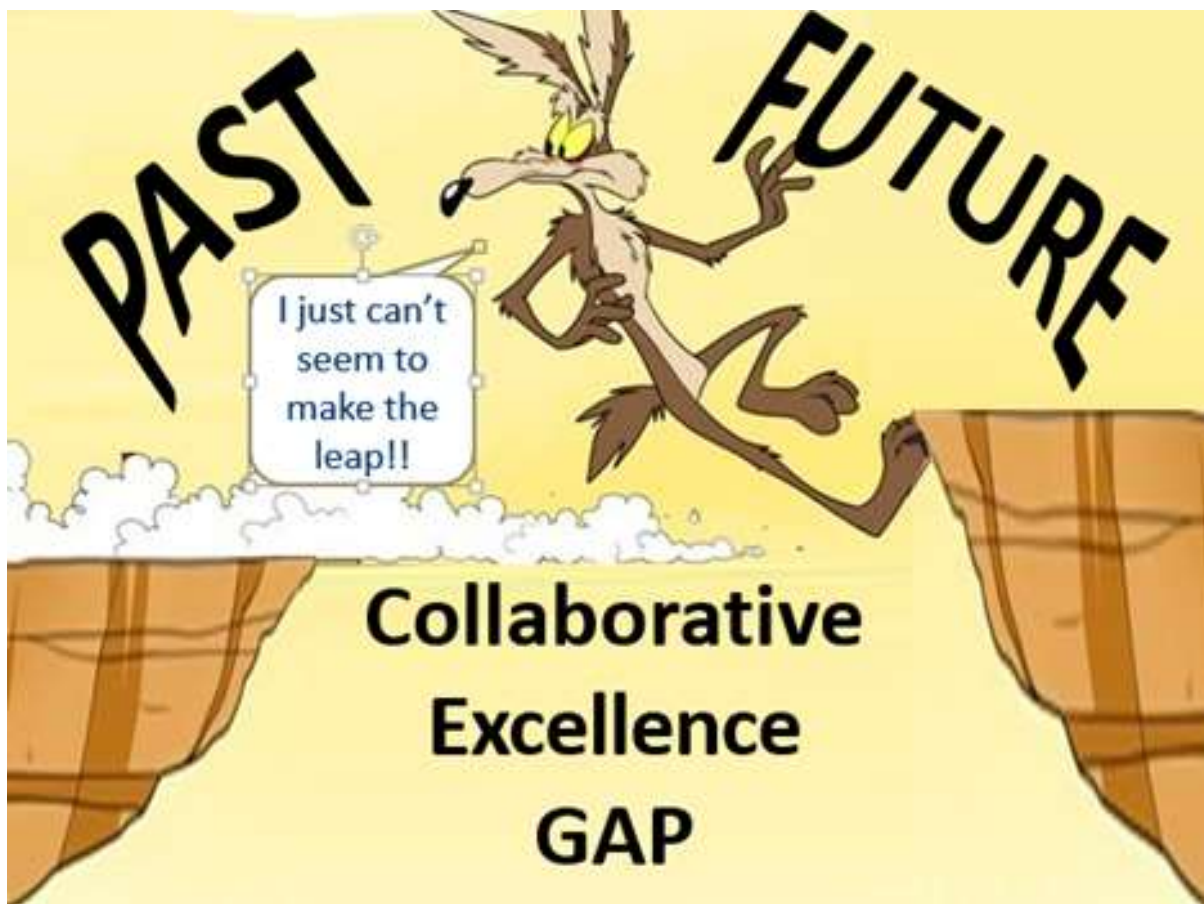 PAST
FUTURE
I just can't
seem to
make the
leap!!
Collaborative
Excellence
GAP